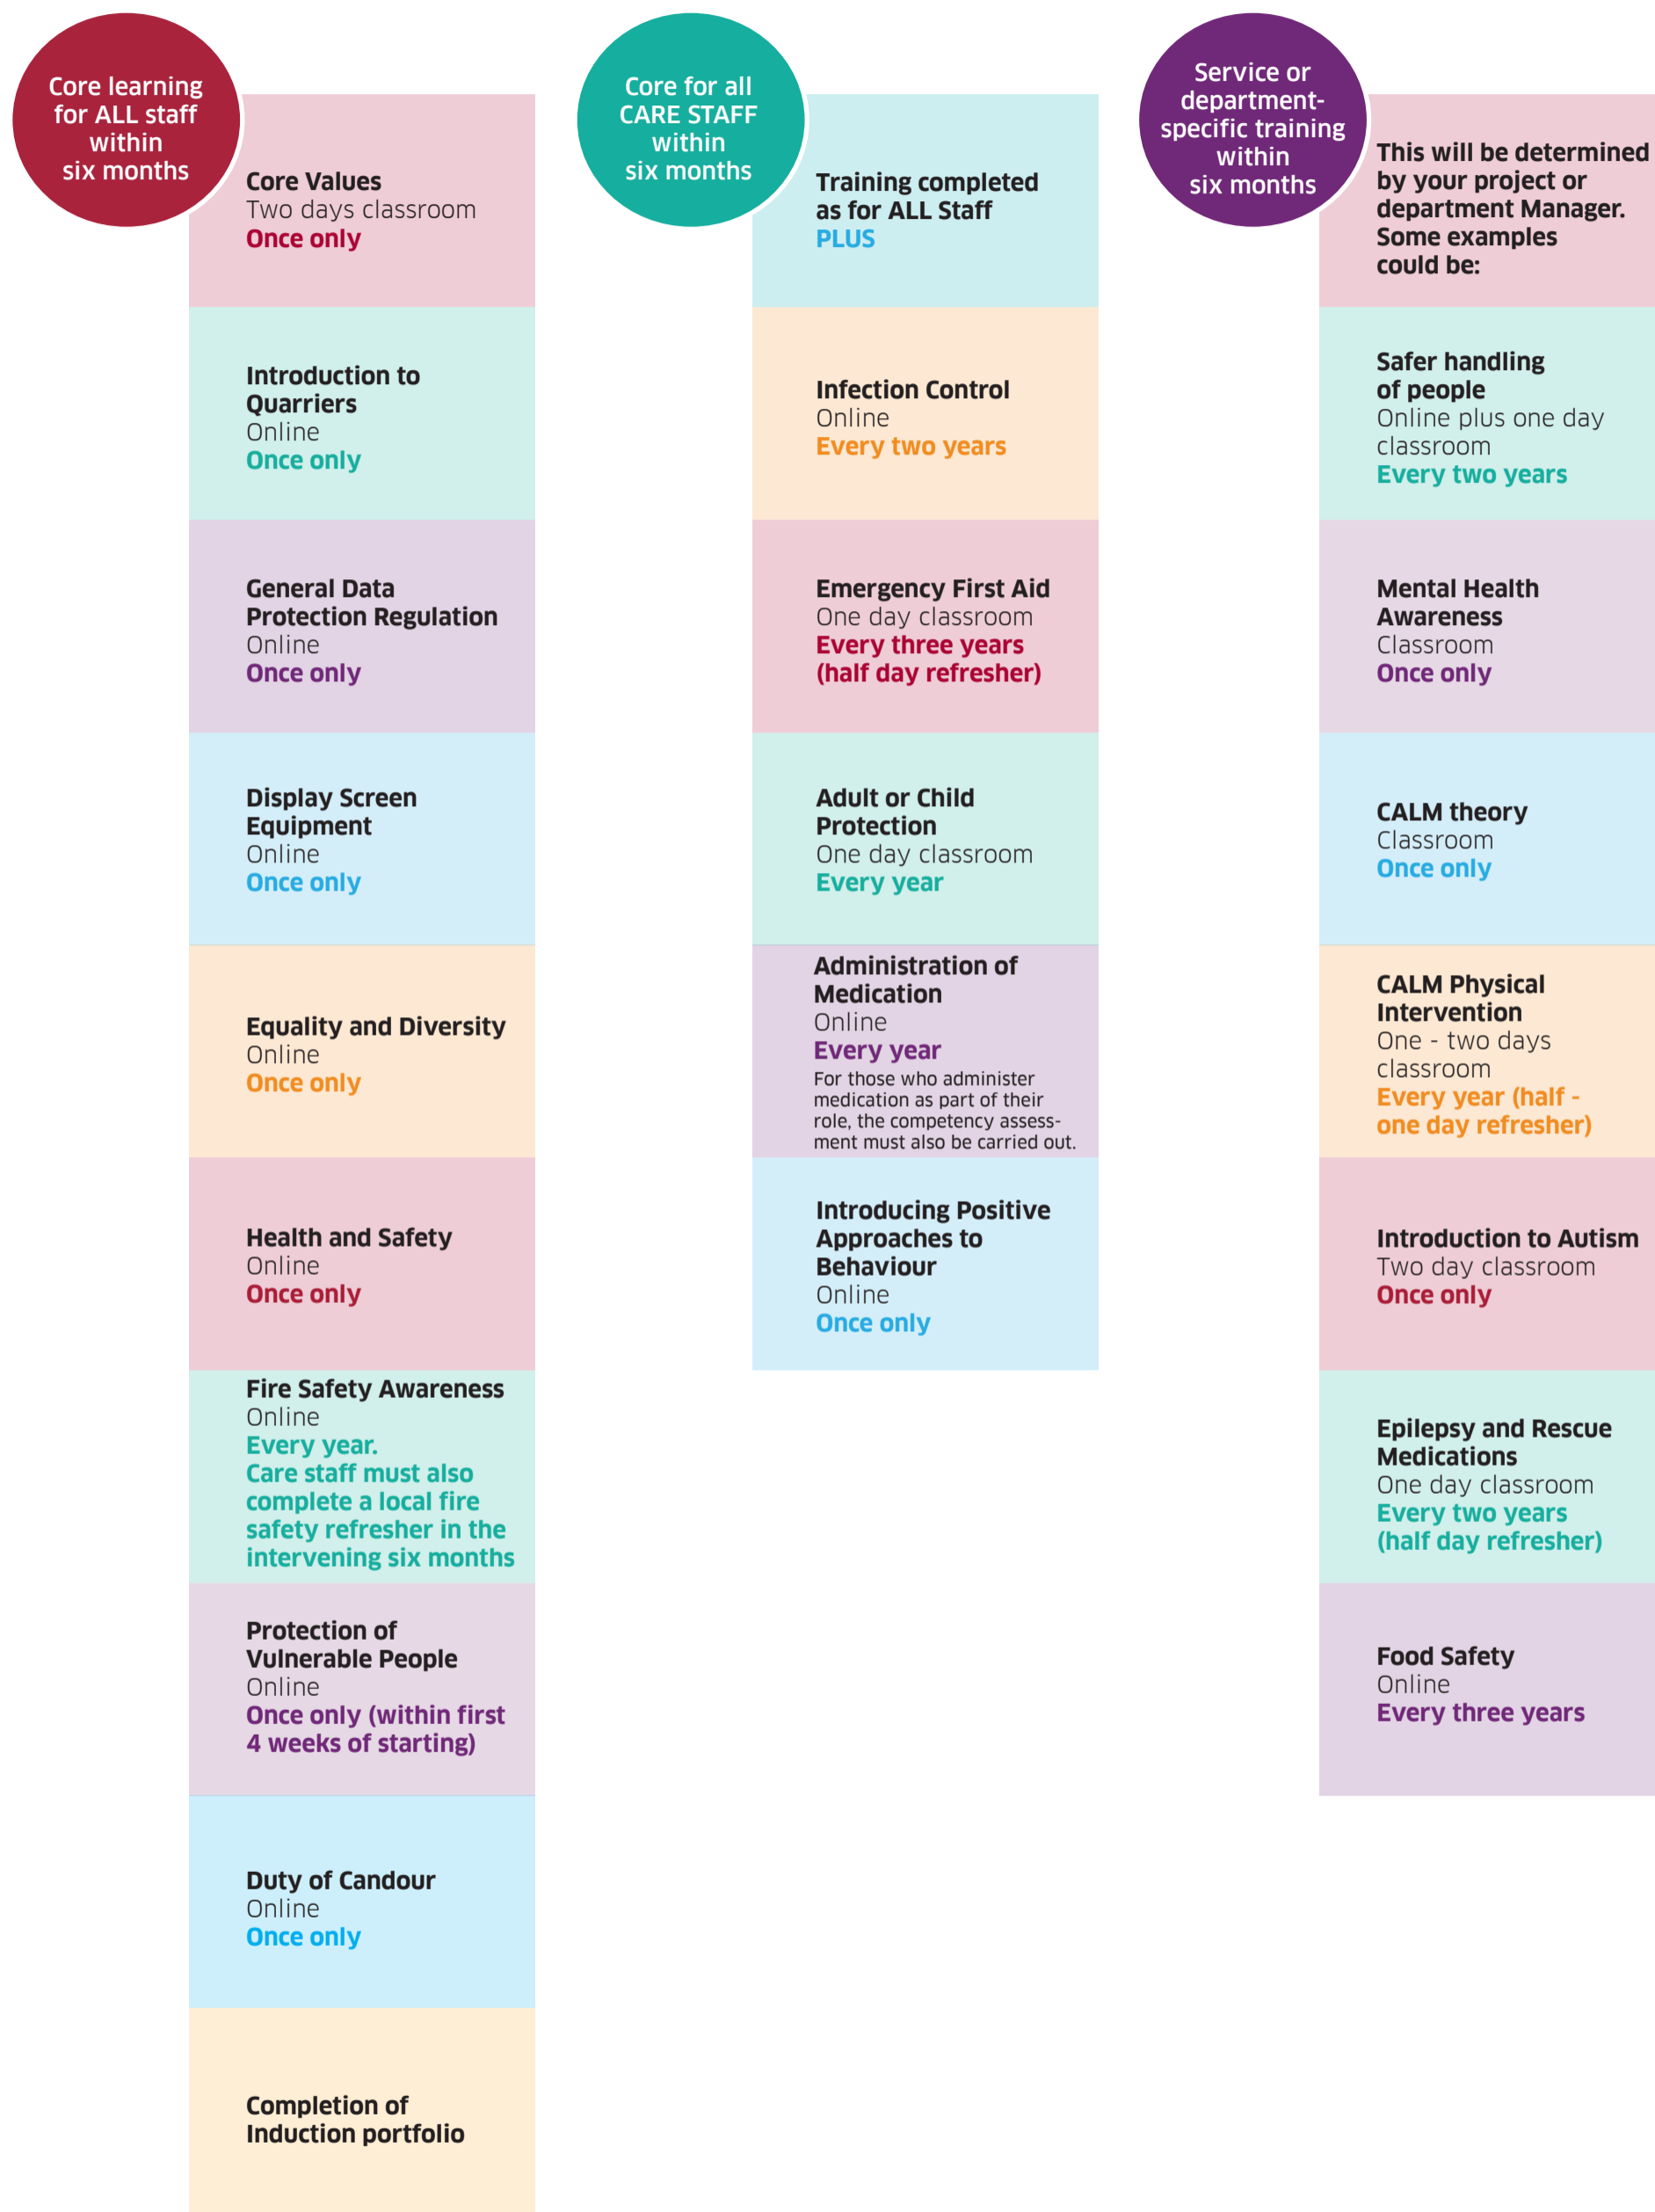 Core learning
for ALL staff
within
six months
Core Values
Two days classroom
Once only
Introduction to
Quarriers
Online
Once only
General Data
Protection Regulation
Online
Once only
Display Screen
Equipment
Online
Once only
Equality and Diversity
Online
Once only
Health and Safety
Online
Once only
Fire Safety Awareness
Online
Every year.
Care staff must also
complete a local fire
safety refresher in the
intervening six months
Protection of
Vulnerable People
Online
Once only (within first
4 weeks of starting)
Duty of Candour
Online
Once only
Completion of
Induction portfolio
Core for all
CARE STAFF
within
six months
Training completed
as for ALL Staff
PLUS
Infection Control
Online
Every two years
Emergency First Aid
One day classroom
Every three years
(half day refresher)
Adult or Child
Protection
One day classroom
Every year
Administration of
Medication
Online
Every year
For those who administer
medication as part of their
role, the competency assess-
ment must also be carried out.
Introducing Positive
Approaches to
Behaviour
Online
Once only
Service or
department-
specific training
within
six months
This will be determined
by your project or
department Manager.
Some examples
could be:
Safer handling
of people
Online plus one day
classroom
Every two years
Mental Health
Awareness
Classroom
Once only
CALM theory
Classroom
Once only
CALM Physical
Intervention
One - two days
classroom
Every year (half -
one day refresher)
Introduction to Autism
Two day classroom
Once only
Epilepsy and Rescue
Medications
One day classroom
Every two years
(half day refresher)
Food Safety
Online
Every three years